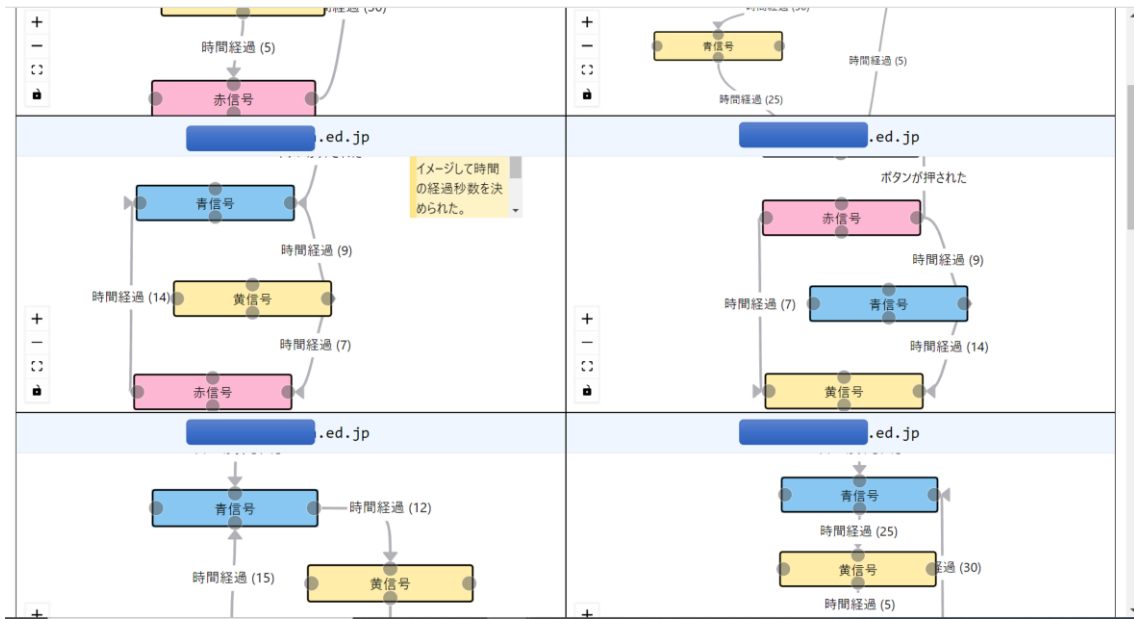 時間経過 (5)
赤信号
青信号
時間経過 (5)
時間経過 (25)
.ed.jp
.ed.jp
イメージして時間
の経過秒数を決
められた。
青信号
時間経過 (9)
時間経過 (14)
黄信号
時間経過 (7)
赤信号
ボタンが押された
赤信号
時間経過 (9)
時間経過 (7)
青信号
時間経過 (14)
黄信号
.ed.jp
.ed.jp
青信号
時間経過 (12)
時間経過 (15)
黄信号
青信号
時間経過 (25)
黄信号
経過 (30)
時間経過 (5)